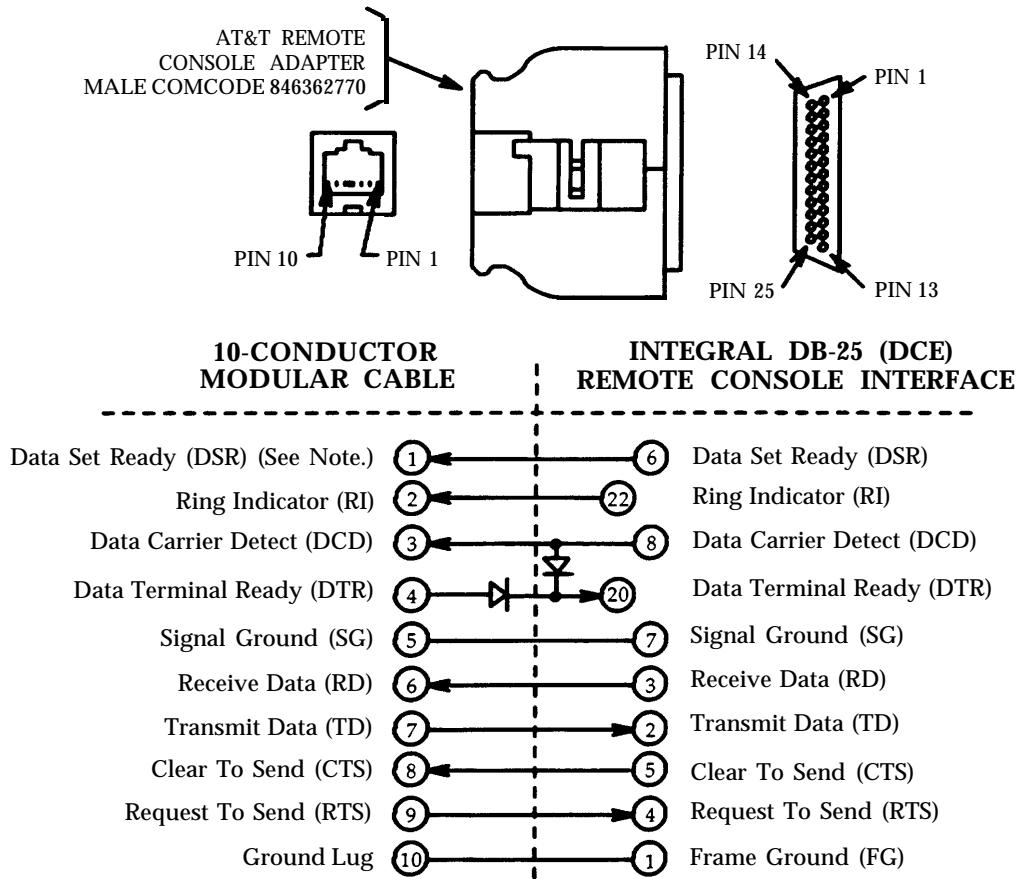 AT&T REMOTE
CONSOLE ADAPTER
MALE COMCODE 846362770
PIN 14
PIN 1
PIN 10
PIN 1
PIN 25
PIN 13
10-CONDUCTOR
MODULAR CABLE
INTEGRAL DB-25 (DCE)
REMOTE CONSOLE INTERFACE
Data Set Ready (DSR) (See Note.) 1 6 Data Set Ready (DSR)
Ring Indicator (RI) 2 22 Ring Indicator (RI)
Data Carrier Detect (DCD) 3 8 Data Carrier Detect (DCD)
Data Terminal Ready (DTR) 4 20 Data Terminal Ready (DTR)
Signal Ground (SG) 5 7 Signal Ground (SG)
Receive Data (RD) 6 3 Receive Data (RD)
Transmit Data (TD) 7 2 Transmit Data (TD)
Clear To Send (CTS) 8 5 Clear To Send (CTS)
Request To Send (RTS) 9 4 Request To Send (RTS)
Ground Lug 10 1 Frame Ground (FG)